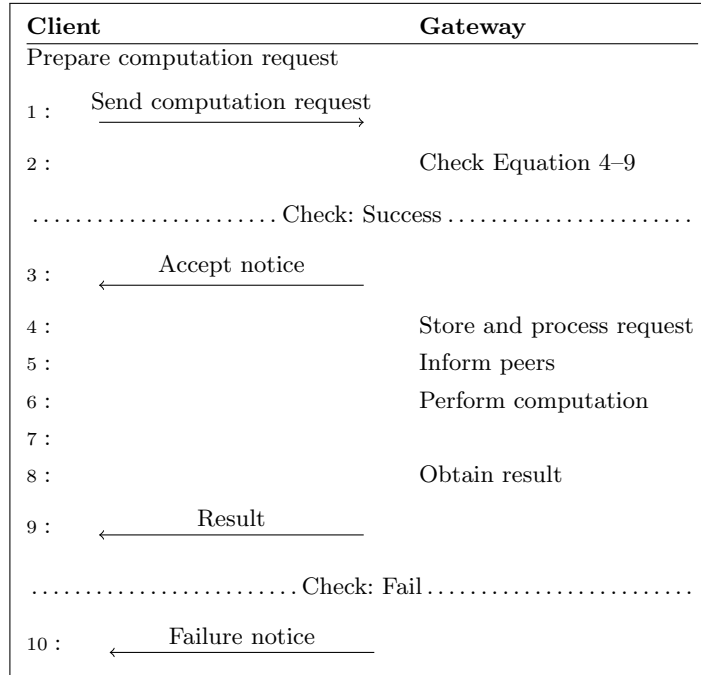 Client Gateway
Prepare computation request
1 : Send computation request
2 : Check Equation 4–9
........................ Check: Success ........................
3 : Accept notice
4 : Store and process request
5 : Inform peers
6 : Perform computation
7 :
8 : Obtain result
9 : Result
.......................... Check: Fail ..........................
10 : Failure notice